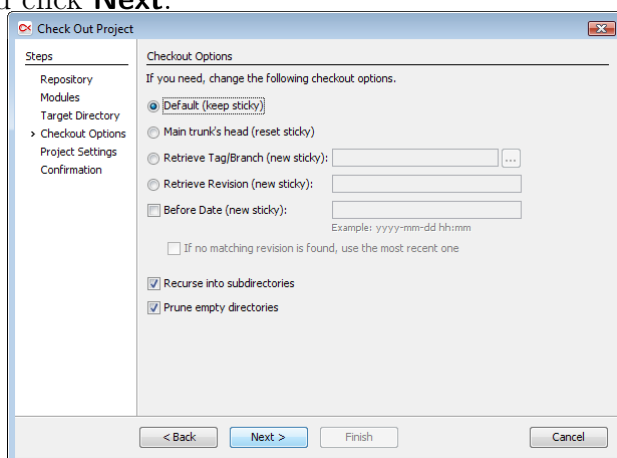 d click Next.
Check Out Project
Steps
Repository
Modules
Target Directory
› Checkout Options
Project Settings
Confirmation
Checkout Options
If you need, change the following checkout options.
Default (keep sticky)
Main trunk's head (reset sticky)
Retrieve Tag/Branch (new sticky):
...
Retrieve Revision (new sticky):
Before Date (new sticky):
Example: yyyy-mm-dd hh:mm
If no matching revision is found, use the most recent one
Recurse into subdirectories
Prune empty directories
< Back
Next >
Finish
Cancel